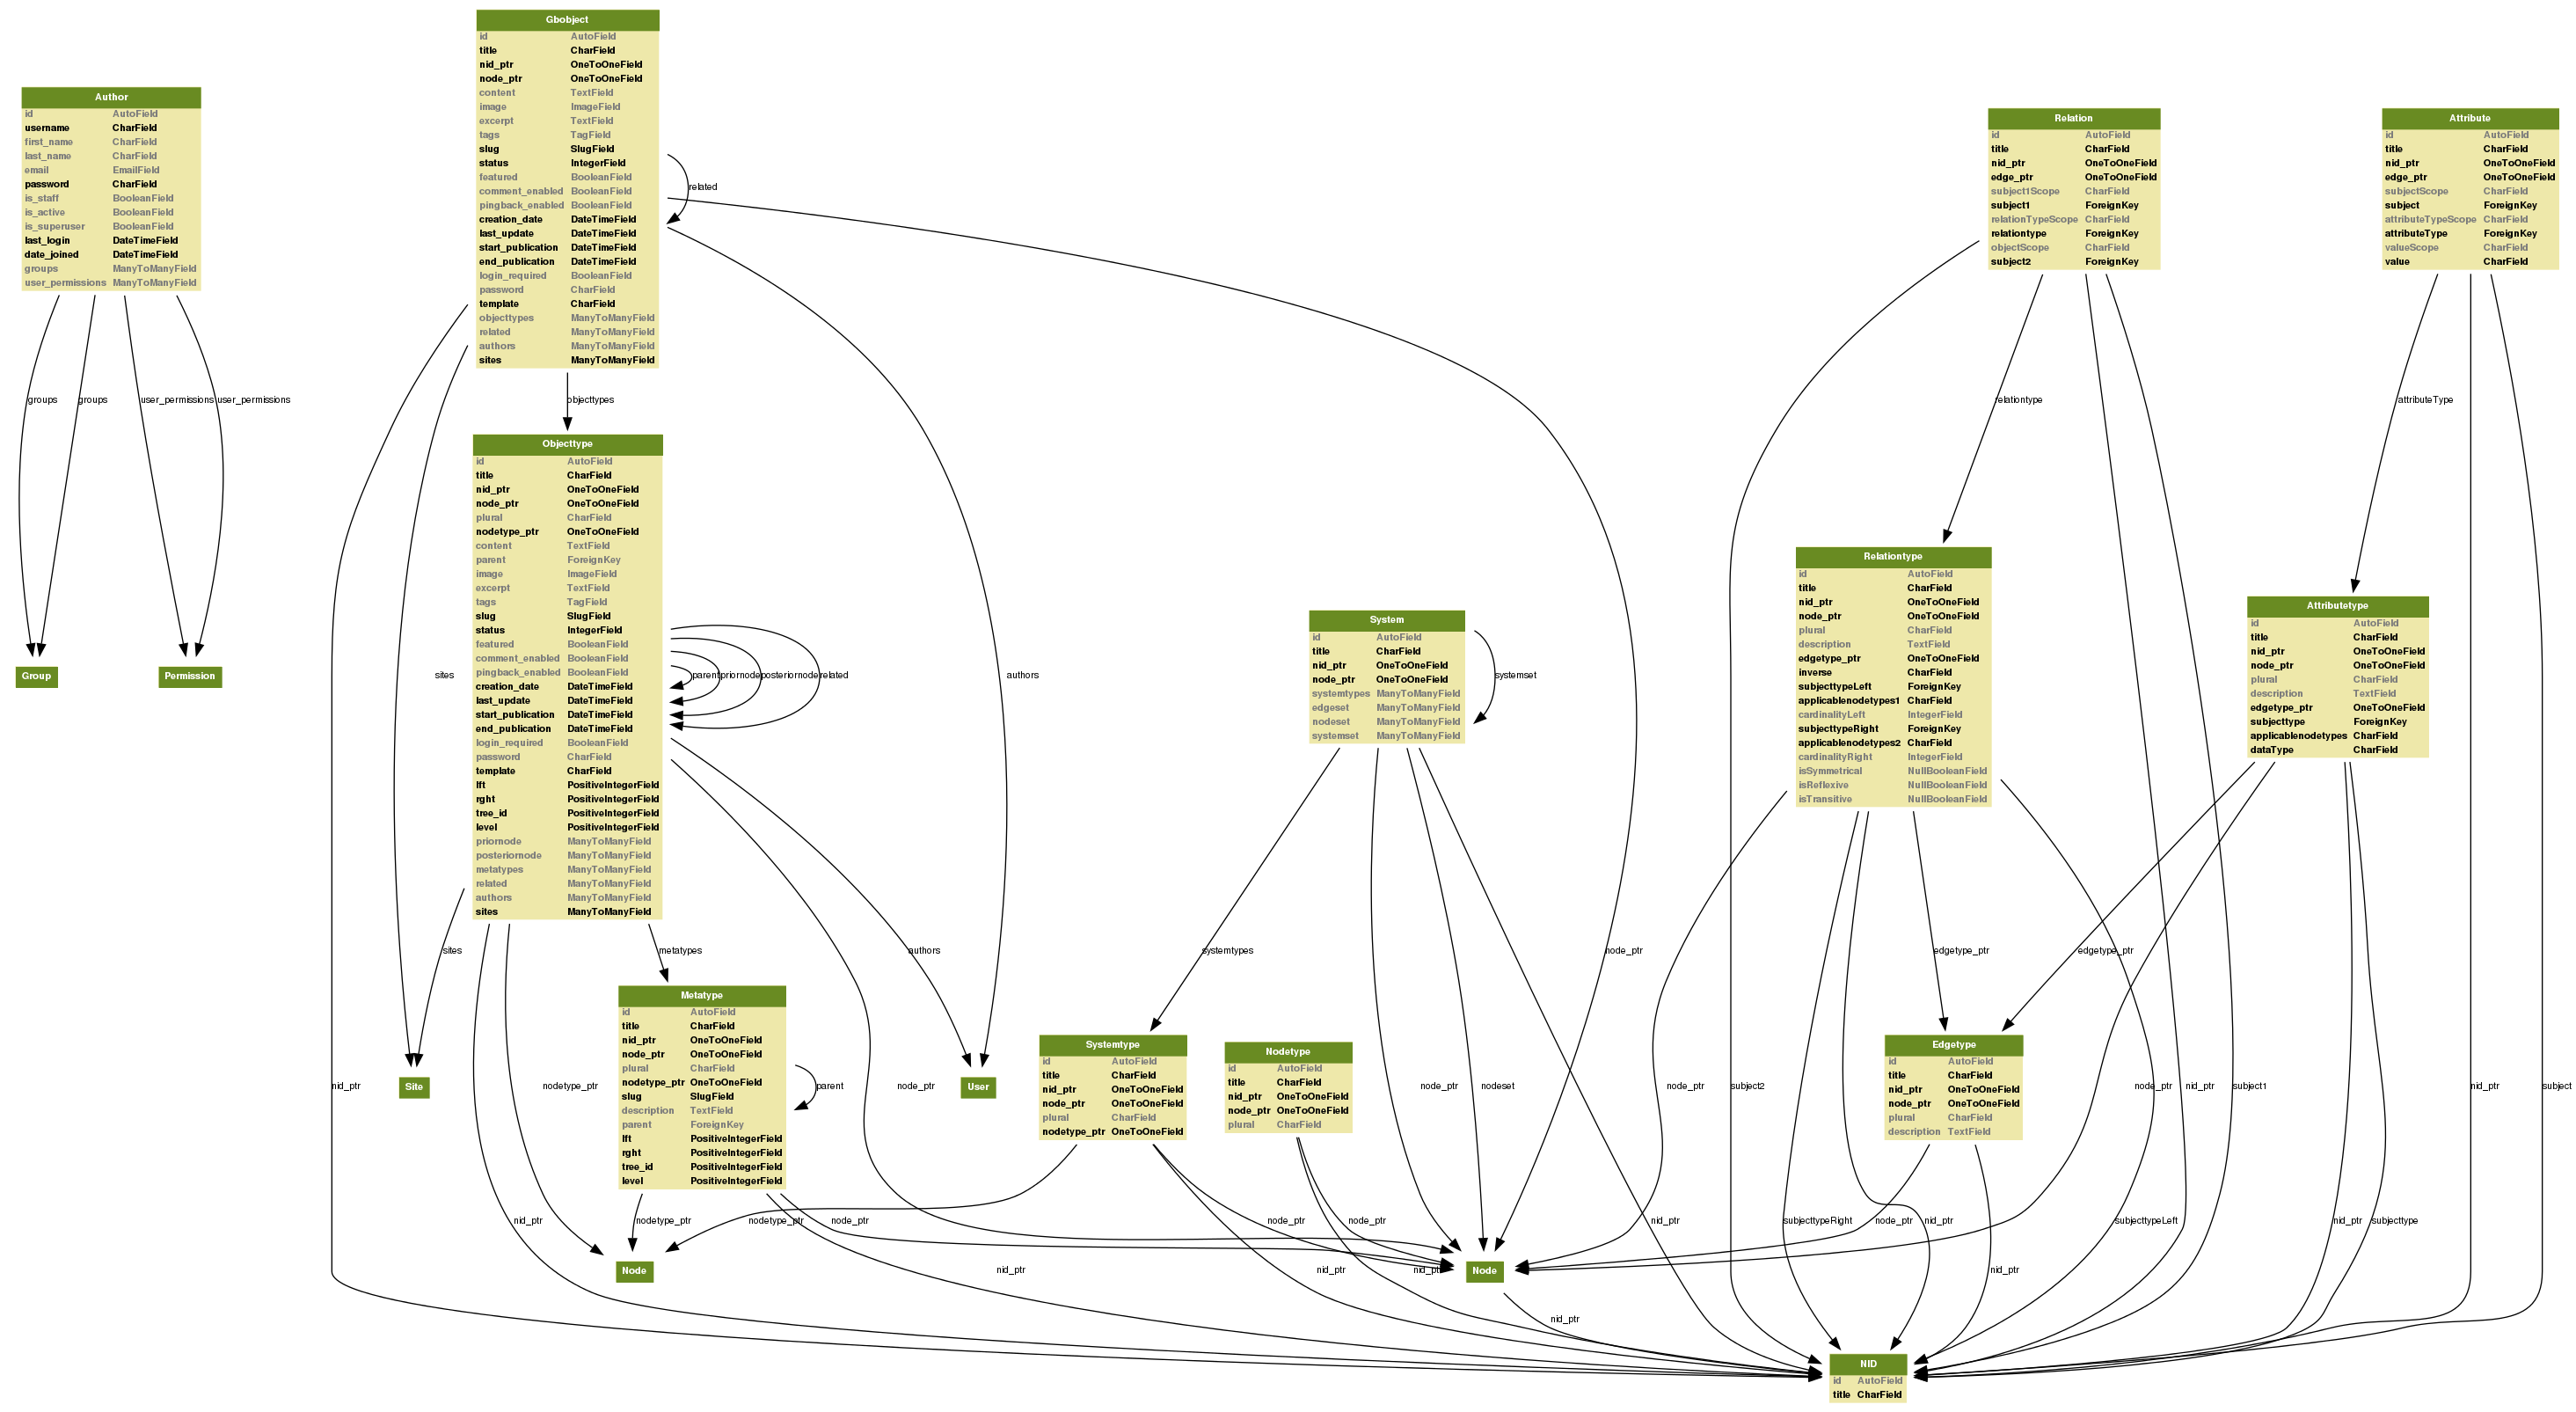 Gbobject
id AutoField
title CharField
nid_ptr OneToOneField
node_ptr OneToOneField
content TextField
image ImageField
excerpt TextField
tags TagField
slug SlugField
status IntegerField
featured BooleanField
comment_enabled BooleanField
pingback_enabled BooleanField
creation_date DateTimeField
last_update DateTimeField
start_publication DateTimeField
end_publication DateTimeField
login_required BooleanField
password CharField
template CharField
objecttypes ManyToManyField
related ManyToManyField
authors ManyToManyField
sites ManyToManyField
related
Author
id AutoField
username CharField
first_name CharField
last_name CharField
email EmailField
password CharField
is_staff BooleanField
is_active BooleanField
is_superuser BooleanField
last_login DateTimeField
date_joined DateTimeField
groups ManyToManyField
user_permissions ManyToManyField
Relation
id AutoField
title CharField
nid_ptr OneToOneField
edge_ptr OneToOneField
subject1Scope CharField
subject1 ForeignKey
relationTypeScope CharField
relationtype ForeignKey
objectScope CharField
subject2 ForeignKey
Attribute
id AutoField
title CharField
nid_ptr OneToOneField
edge_ptr OneToOneField
subjectScope CharField
subject ForeignKey
attributeTypeScope CharField
attributeType ForeignKey
valueScope CharField
value CharField
groups
groups
user_permissions
user_permissions
objecttypes
relationtype
attributeType
Objecttype
id AutoField
title CharField
nid_ptr OneToOneField
node_ptr OneToOneField
plural CharField
nodetype_ptr OneToOneField
content TextField
parent ForeignKey
image ImageField
excerpt TextField
tags TagField
slug SlugField
status IntegerField
featured BooleanField
comment_enabled BooleanField
pingback_enabled BooleanField
creation_date DateTimeField
last_update DateTimeField
start_publication DateTimeField
end_publication DateTimeField
login_required BooleanField
password CharField
template CharField
lft PositiveIntegerField
rght PositiveIntegerField
tree_id PositiveIntegerField
level PositiveIntegerField
priornode ManyToManyField
posteriornode ManyToManyField
metatypes ManyToManyField
related ManyToManyField
authors ManyToManyField
sites ManyToManyField
Relationtype
id AutoField
title CharField
nid_ptr OneToOneField
node_ptr OneToOneField
plural CharField
description TextField
edgetype_ptr OneToOneField
inverse CharField
subjecttypeLeft ForeignKey
applicablenodetypes1 CharField
cardinalityLeft IntegerField
subjecttypeRight ForeignKey
applicablenodetypes2 CharField
cardinalityRight IntegerField
isSymmetrical NullBooleanField
isReflexive NullBooleanField
isTransitive NullBooleanField
Attributetype
id AutoField
title CharField
nid_ptr OneToOneField
node_ptr OneToOneField
plural CharField
description TextField
edgetype_ptr OneToOneField
subjecttype ForeignKey
applicablenodetypes CharField
dataType CharField
System
id AutoField
title CharField
nid_ptr OneToOneField
node_ptr OneToOneField
systemtypes ManyToManyField
edgeset ManyToManyField
nodeset ManyToManyField
systemset ManyToManyField
Group
Permission
sites
parent
priornode
posteriornode
related
authors
systemset
sites
metatypes
authors
systemtypes
node_ptr
edgetype_ptr
edgetype_ptr
Metatype
id AutoField
title CharField
nid_ptr OneToOneField
node_ptr OneToOneField
plural CharField
nodetype_ptr OneToOneField
slug SlugField
description TextField
parent ForeignKey
lft PositiveIntegerField
rght PositiveIntegerField
tree_id PositiveIntegerField
level PositiveIntegerField
Systemtype
id AutoField
title CharField
nid_ptr OneToOneField
node_ptr OneToOneField
plural CharField
nodetype_ptr OneToOneField
Nodetype
id AutoField
title CharField
nid_ptr OneToOneField
node_ptr OneToOneField
plural CharField
Edgetype
id AutoField
title CharField
nid_ptr OneToOneField
node_ptr OneToOneField
plural CharField
description TextField
nid_ptr
Site
nodetype_ptr
parent
node_ptr
User
node_ptr
nodeset
node_ptr
subject2
node_ptr
nid_ptr
subject1
nid_ptr
subject
nid_ptr
nodetype_ptr
nodetype_ptr
node_ptr
node_ptr
node_ptr
nid_ptr
subjecttypeRight
node_ptr
nid_ptr
subjecttypeLeft
nid_ptr
subjecttype
Node
nid_ptr
nid_ptr
nid_ptr
Node
nid_ptr
nid_ptr
NID
id AutoField
title CharField